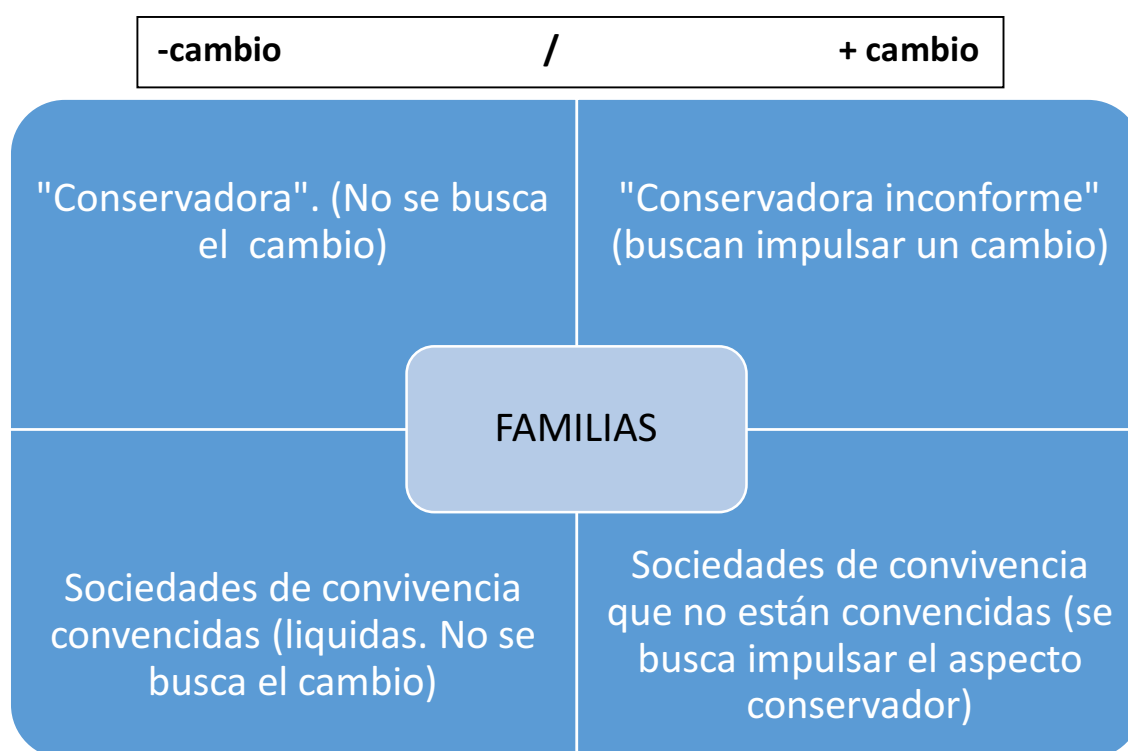 -cambio / + cambio
"Conservadora". (No se busca
el cambio)
"Conservadora inconforme"
(buscan impulsar un cambio)
FAMILIAS
Sociedades de convivencia
convencidas (liquidas. No se
busca el cambio)
Sociedades de convivencia
que no están convencidas (se
busca impulsar el aspecto
conservador)